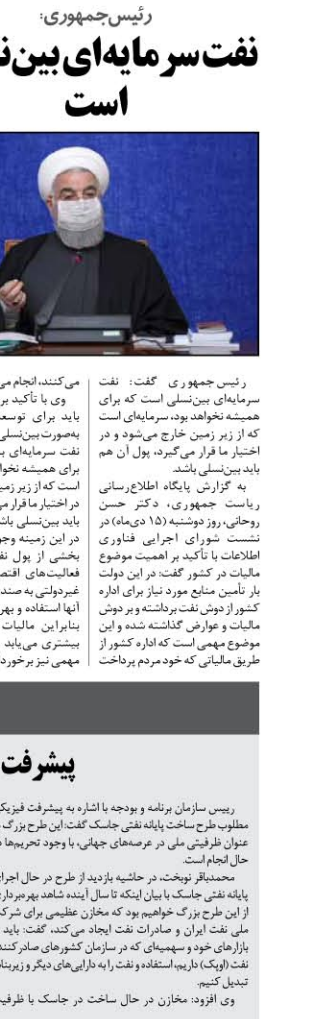 رئیس‌جمهوری:
نفت سرمایه‌ای بین‌
است
رئیس جمهوری گفت: نفت
سرمایه‌ای بین‌نسلی است که برای
همیشه نخواهد بود، سرمایه‌ای است
که از زیر زمین خارج می‌شود و در
اختیار ما قرار می‌گیرد، پول آن هم
باید بین‌نسلی باشد.
به گزارش پایگاه اطلاع‌رسانی
ریاست جمهوری، دکتر حسن
روحانی، روز دوشنبه (۱۵ دی‌ماه) در
نشست شورای اجرایی فناوری
اطلاعات با تأکید بر اهمیت موضوع
مالیات در کشور گفت: در این دولت
بار تأمین منابع مورد نیاز برای اداره
کشور از دوش نفت برداشته و بر دوش
مالیات و عوارض گذاشته شده و این
موضوع مهمی است که اداره کشور از
طریق مالیاتی که خود مردم پرداخت
می‌کنند، انجام می
وی با تأکید بر
باید برای توسعه
به‌صورت بین‌نسلی
نفت سرمایه‌ای
برای همیشه نخوا
است که از زیر زمی
در اختیار ما قرار می
باید بین‌نسلی باش
در این زمینه وجو
بخشی از پول نف
فعالیت‌های اقتص
غیردولتی به صند
آنها استفاده و بهر
بنابراین مالیات
بیشتری می‌یابد
مهمی نیز برخورد
پیشرفت
رییس سازمان برنامه و بودجه با اشاره به پیشرفت فیزیک
مطلوب طرح ساخت پایانه نفتی جاسک گفت: این طرح بزرگ
عنوان ظرفیتی ملی در عرصه‌های جهانی، با وجود تحریم‌ها
حال انجام است.
محمدباقر نوبخت، در حاشیه بازدید از طرح در حال اجرا
پایانه نفتی جاسک با بیان اینکه تا سال آینده شاهد بهره‌بردار
از این طرح بزرگ خواهیم بود که مخازن عظیمی برای شرک
ملی نفت ایران و صادرات نفت ایجاد می‌کند، گفت: باید
بازارهای خود و سهمیه‌ای که در سازمان کشورهای صادرکنند
نفت (اوپک) داریم، استفاده و نفت را به دارایی‌های دیگر و زیربنا
تبدیل کنیم.
وی افزود: مخازن در حال ساخت در جاسک با ظرفی